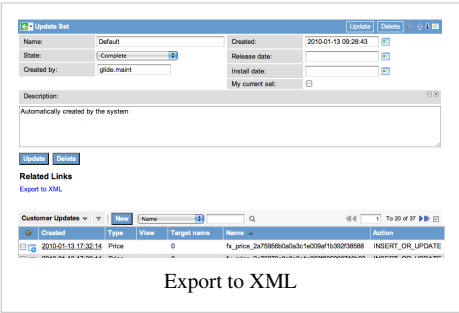 Update Set Update Delete
Name: Default Created: 2010-01-13 09:28:43
State: Complete Release date:
Created by: glide.maint Install date:
My current set:
Description:
Automatically created by the system
Update Delete
Related Links
Export to XML
Customer Updates New Name 1 To 20 of 37
Created Type View Target name Name Action
2010-01-13 17:32:14 Price 0 fx_price_2a75956b0a0a3c1e009af1b392f38588 INSERT_OR_UPDATE
Export to XML